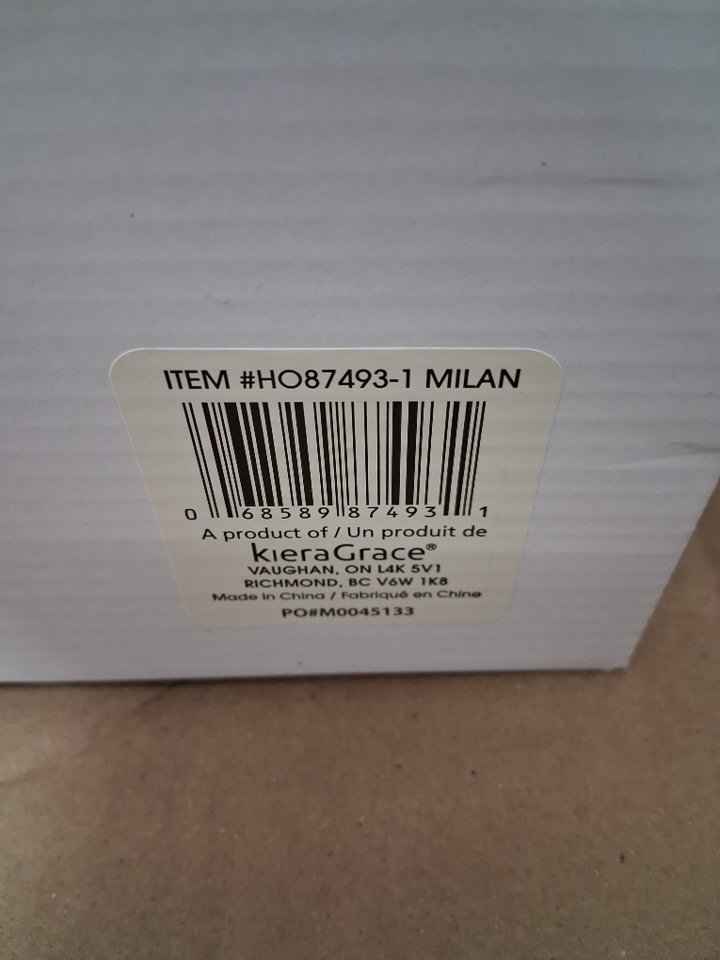 ITEM #HO87493-1 MILAN
0 68589 87493 1
A product of / Un produit de
kieraGrace®
VAUGHAN, ON L4K 5V1
RICHMOND, BC V6W 1K8
Made in China / Fabriqué en Chine
PO#M0045133